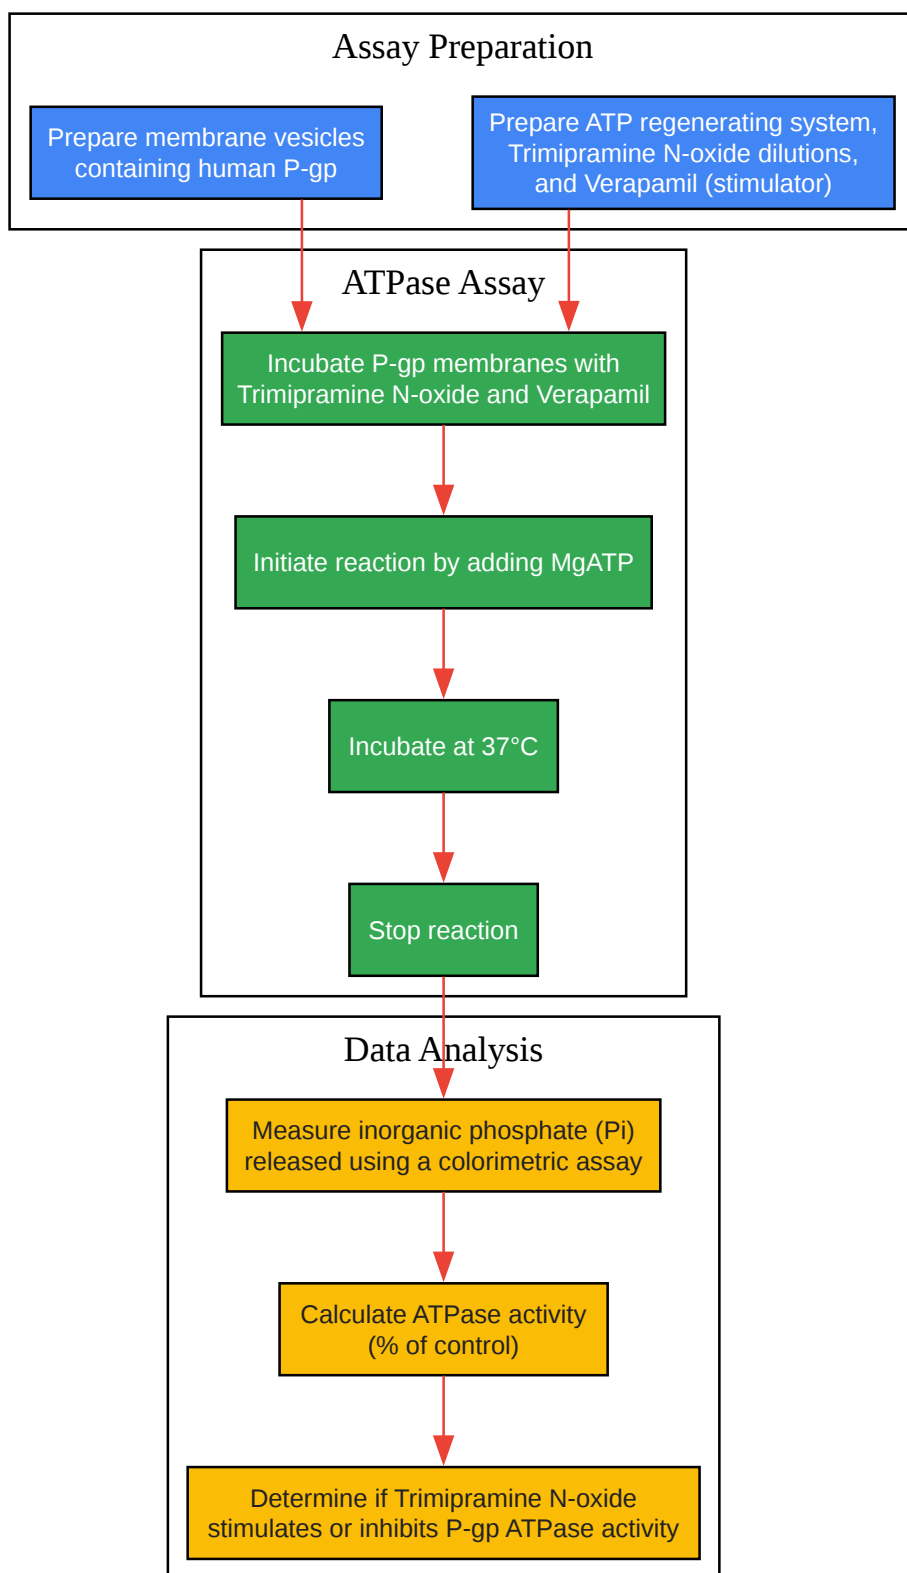 Assay Preparation
Prepare membrane vesicles
containing human P-gp
Prepare ATP regenerating system,
Trimipramine N-oxide dilutions,
and Verapamil (stimulator)
ATPase Assay
Incubate P-gp membranes with
Trimipramine N-oxide and Verapamil
Initiate reaction by adding MgATP
Incubate at 37°C
Stop reaction
Data Analysis
Measure inorganic phosphate (Pi)
released using a colorimetric assay
Calculate ATPase activity
(% of control)
Determine if Trimipramine N-oxide
stimulates or inhibits P-gp ATPase activity